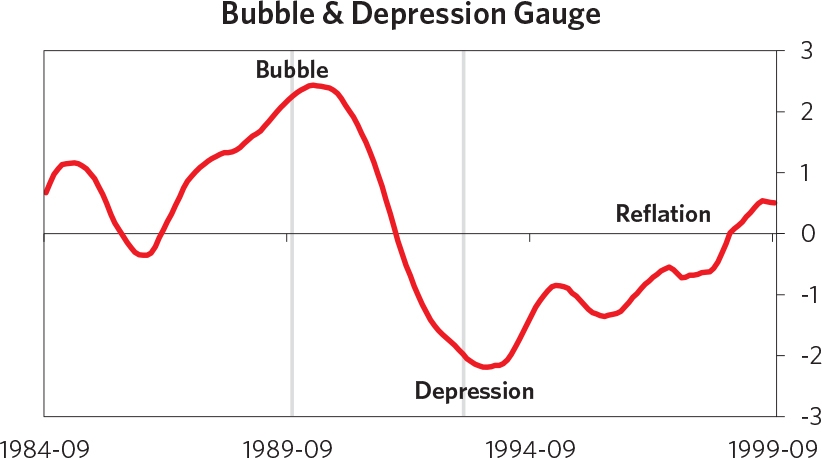 Bubble & Depression Gauge
3
Bubble
2
1
Reflation
0
-1
-2
Depression
-3
1984-09 1989-09 1994-09 1999-09